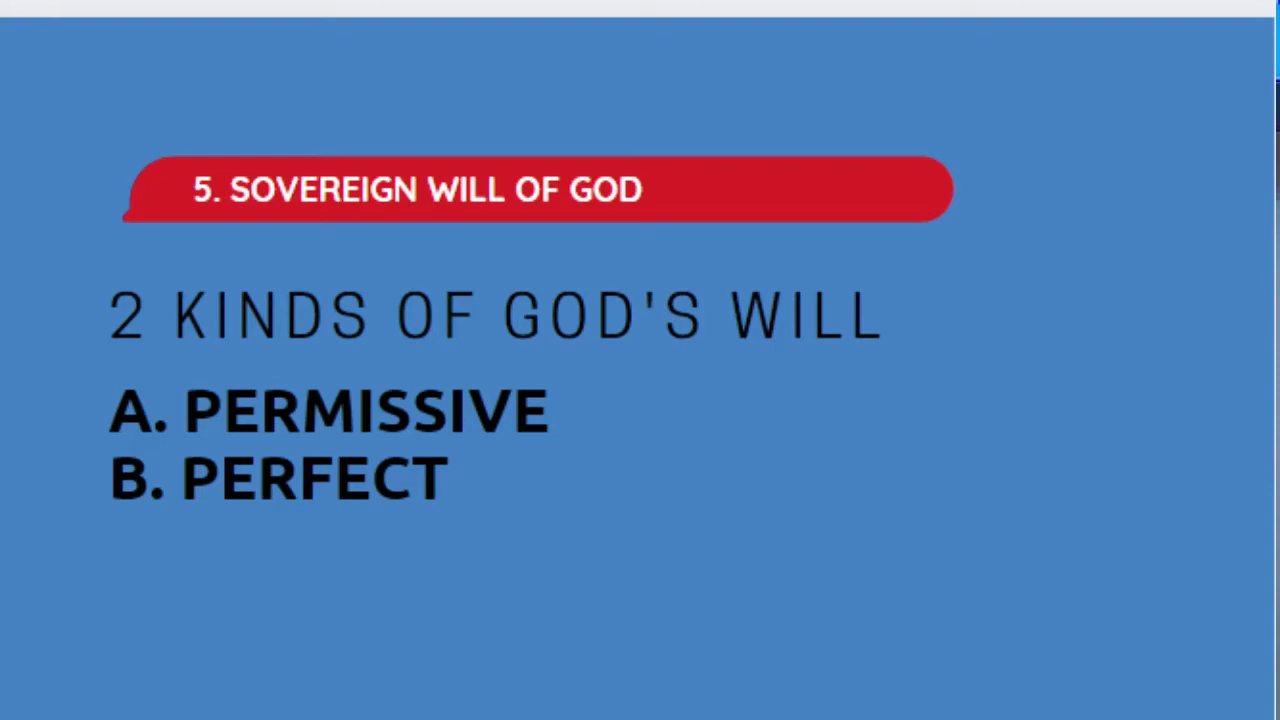 5. SOVEREIGN WILL OF GOD
2 KINDS OF GOD'S WILL
A. PERMISSIVE
B. PERFECT